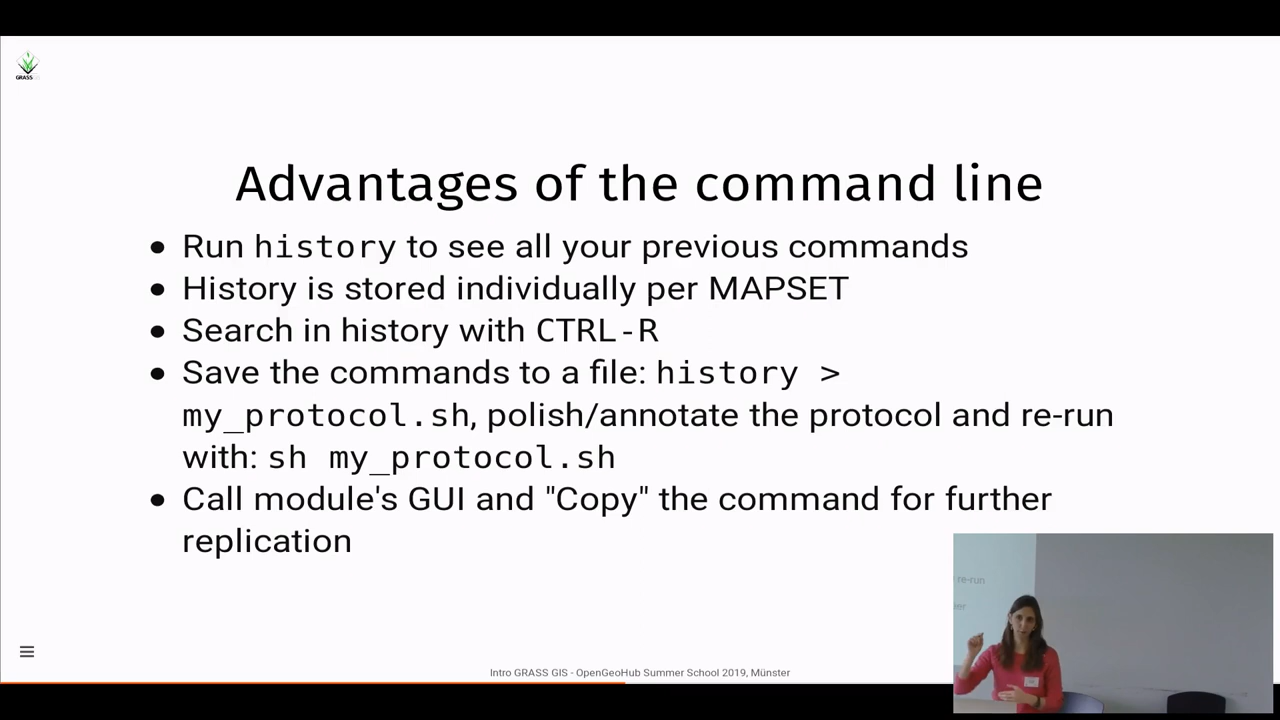 GRASS GIS
Advantages of the command line
• Run history to see all your previous commands
• History is stored individually per MAPSET
• Search in history with CTRL-R
• Save the commands to a file: history >
my_protocol.sh, polish/annotate the protocol and re-run
with: sh my_protocol.sh
• Call module's GUI and "Copy" the command for further
replication
re-run
Intro GRASS GIS - OpenGeoHub Summer School 2019, Münster